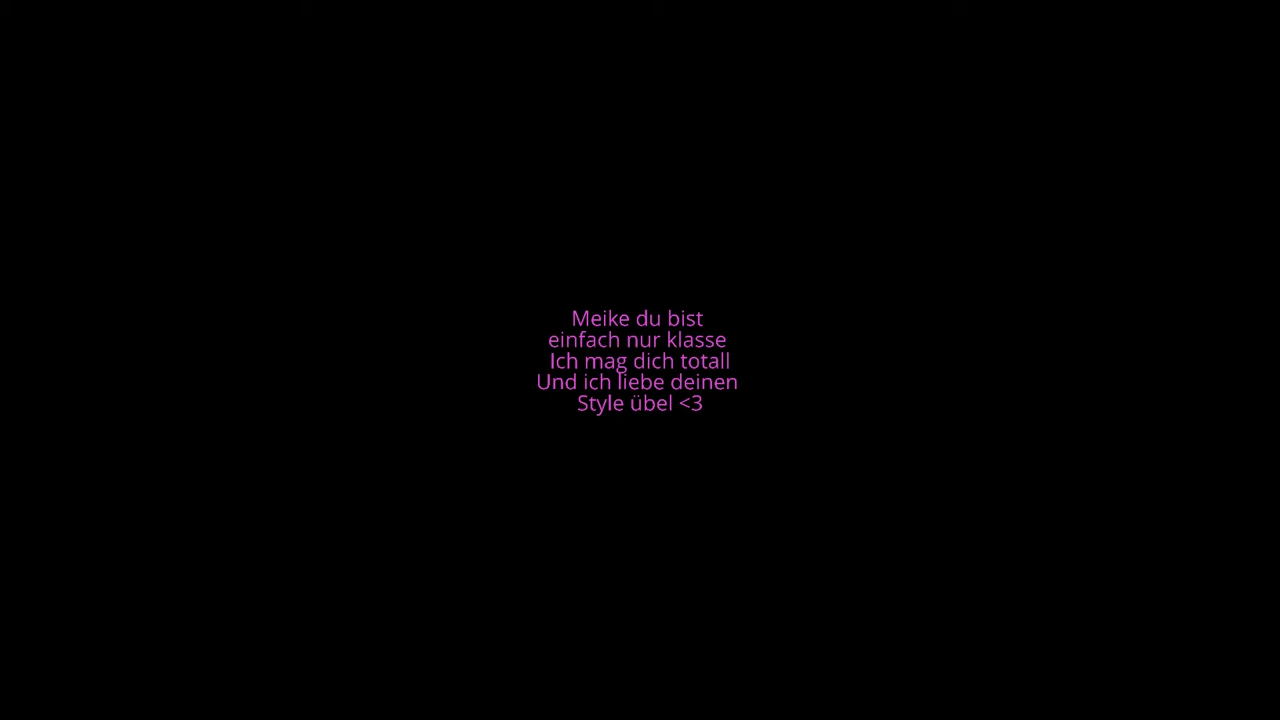 Meike du bist
einfach nur klasse
Ich mag dich totall
Und ich liebe deinen
Style übel <3